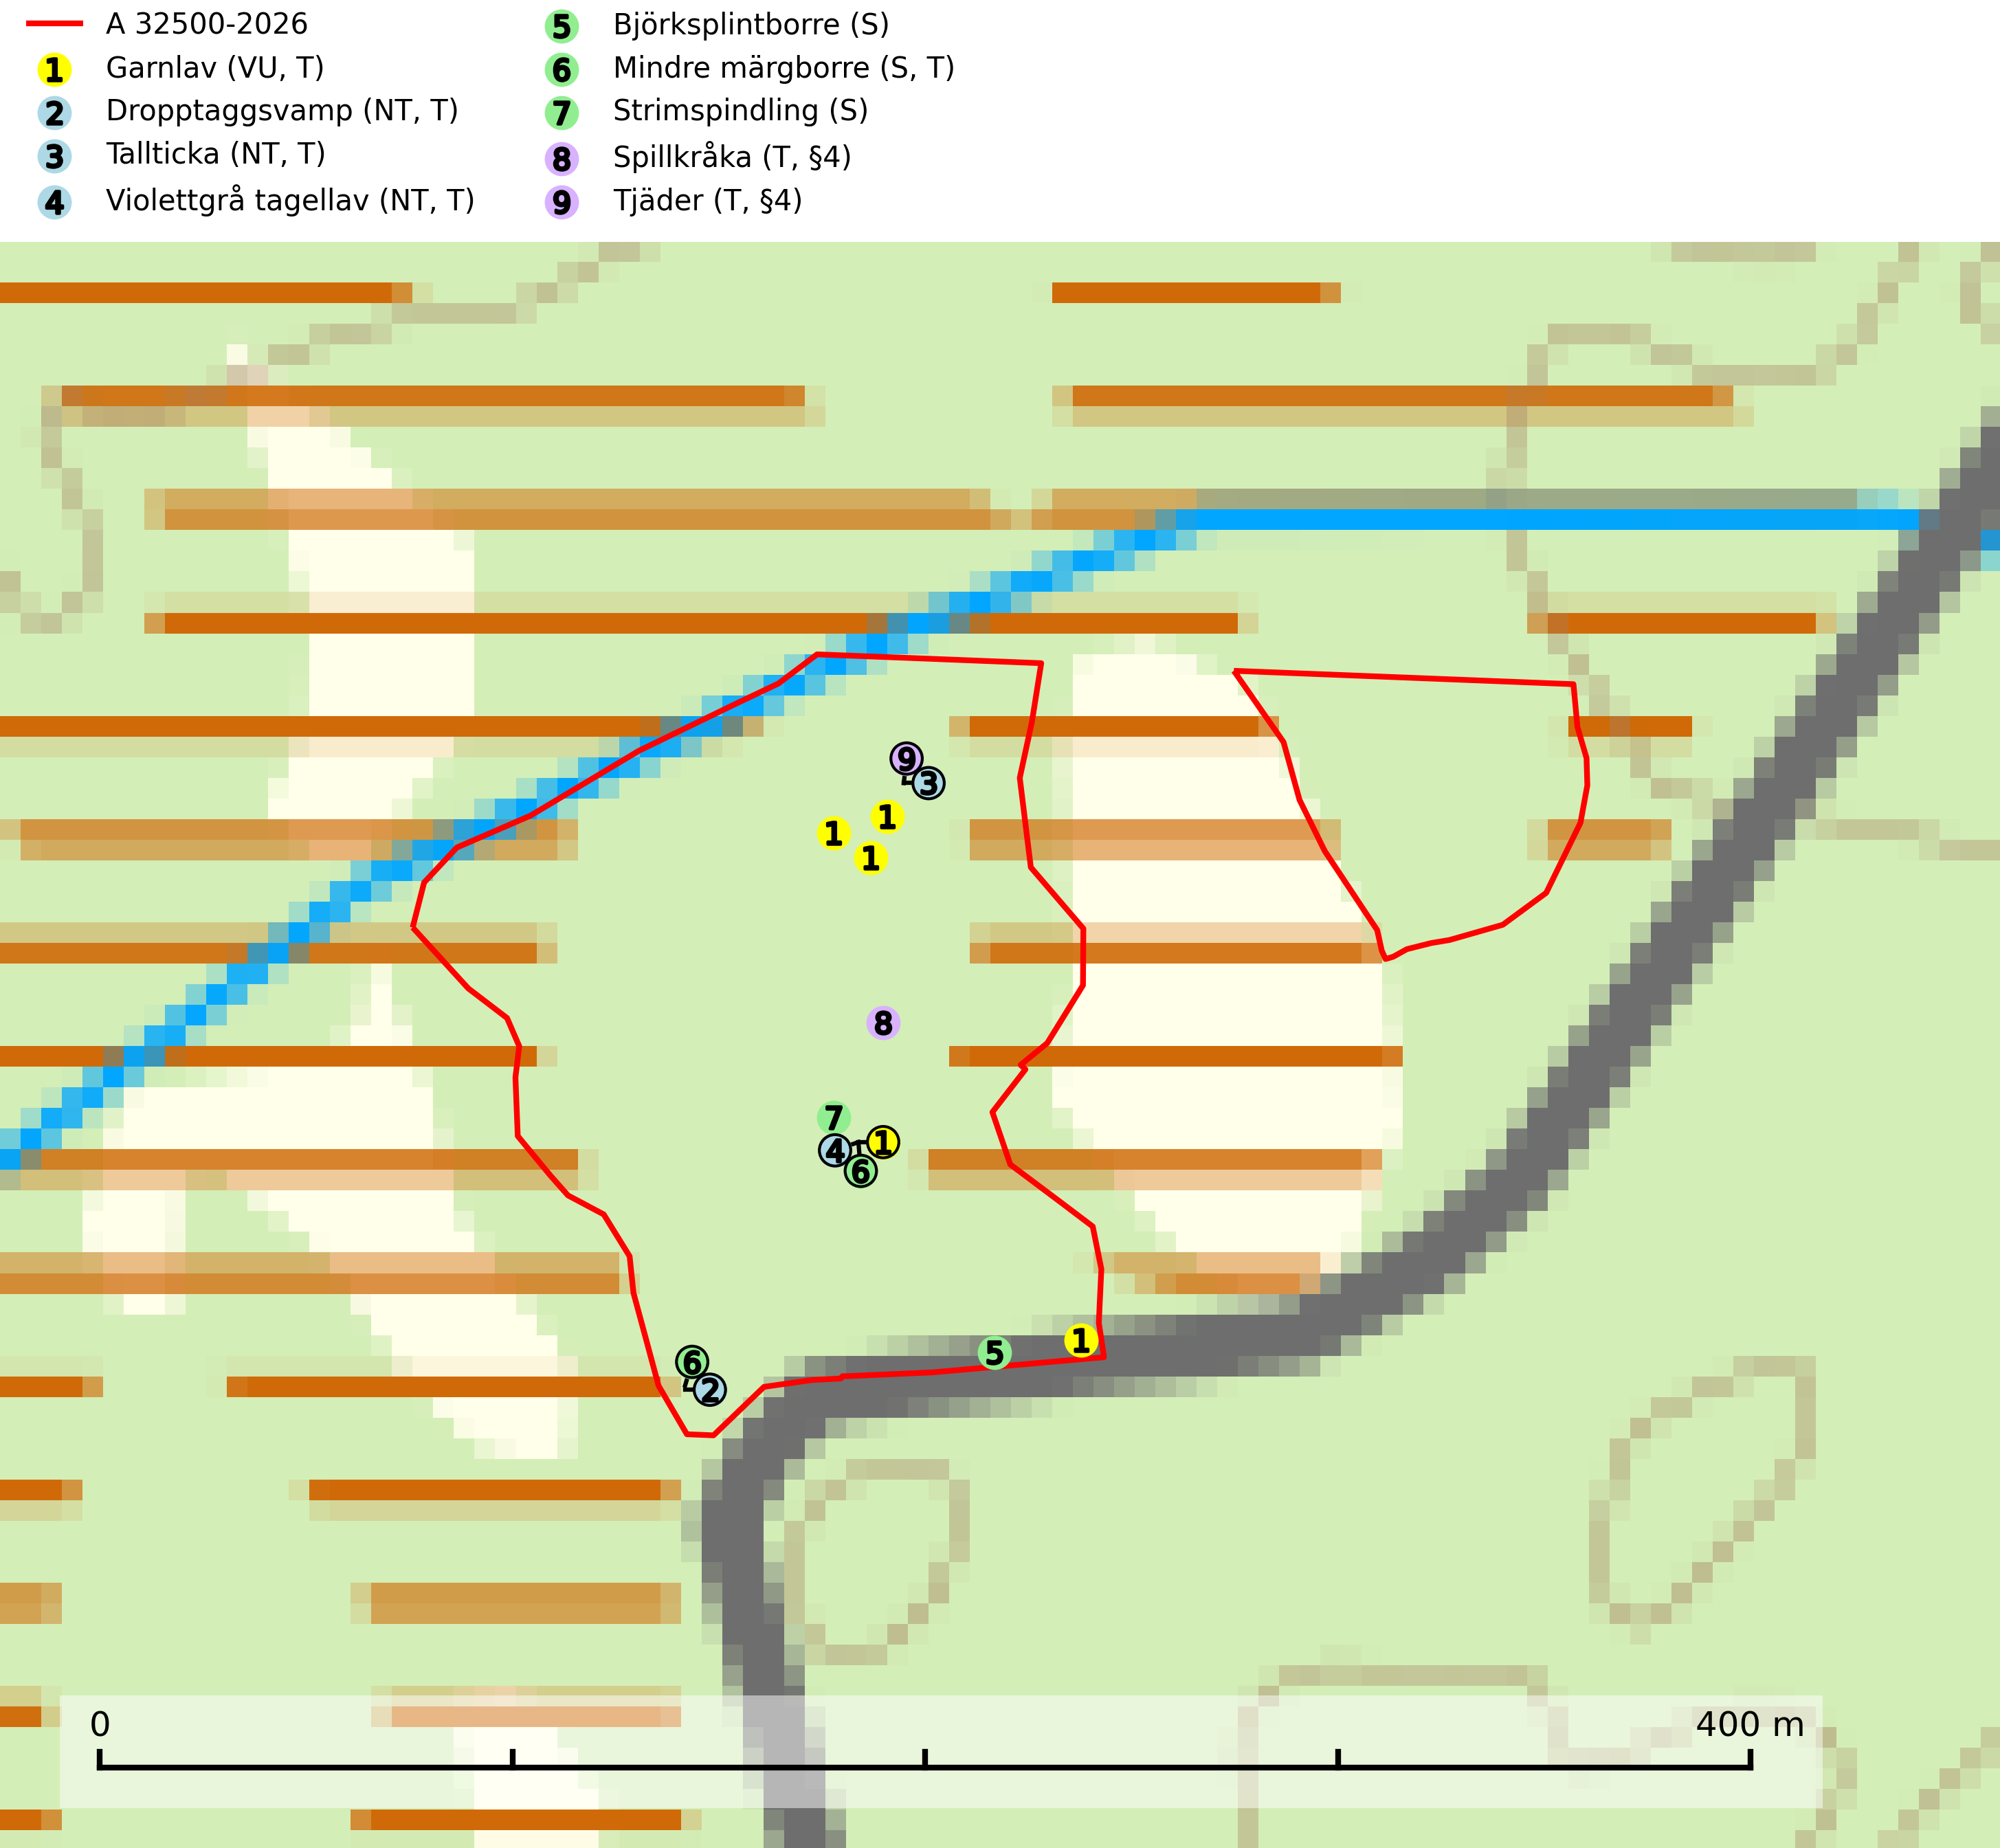 A 32500-2026
1 Garnlav (VU, T)
2 Dropptaggsvamp (NT, T)
3 Tallticka (NT, T)
4 Violettgrå tagellav (NT, T)
5 Björksplintborre (S)
6 Mindre märgborre (S, T)
7 Strimspindling (S)
8 Spillkråka (T, §4)
9 Tjäder (T, §4)
9
3
1
1
1
8
7
4
1
6
1
5
6
2
0
400 m